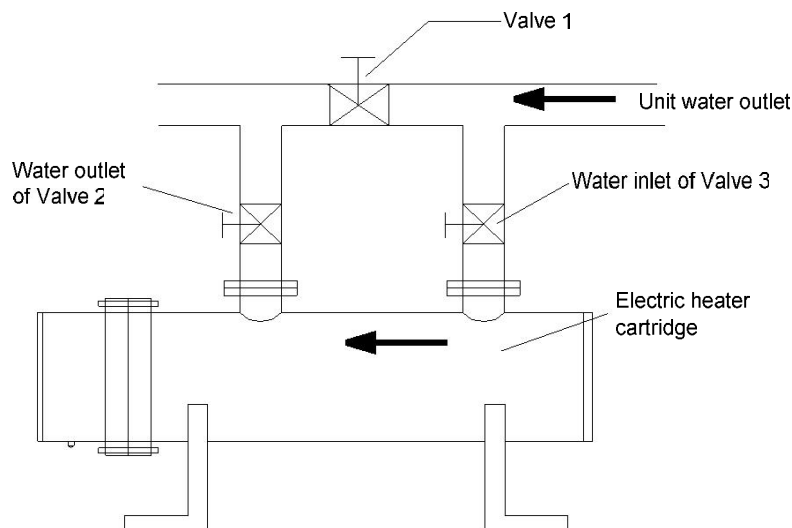 Valve 1
Unit water outlet
Water outlet
of Valve 2
Water inlet of Valve 3
Electric heater
cartridge